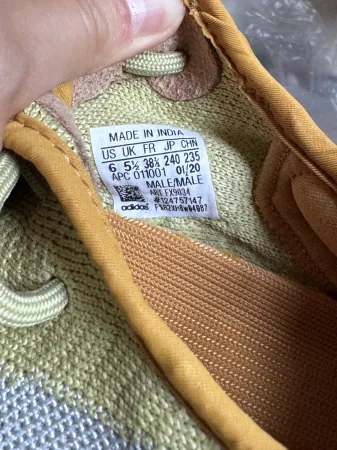 MADE IN INDIA
US UK FR JP CHN
6 5½ 38⅔ 240 235
APC 011001 01/20
MALE/MALE
ART FX9034
#124757147
adidas